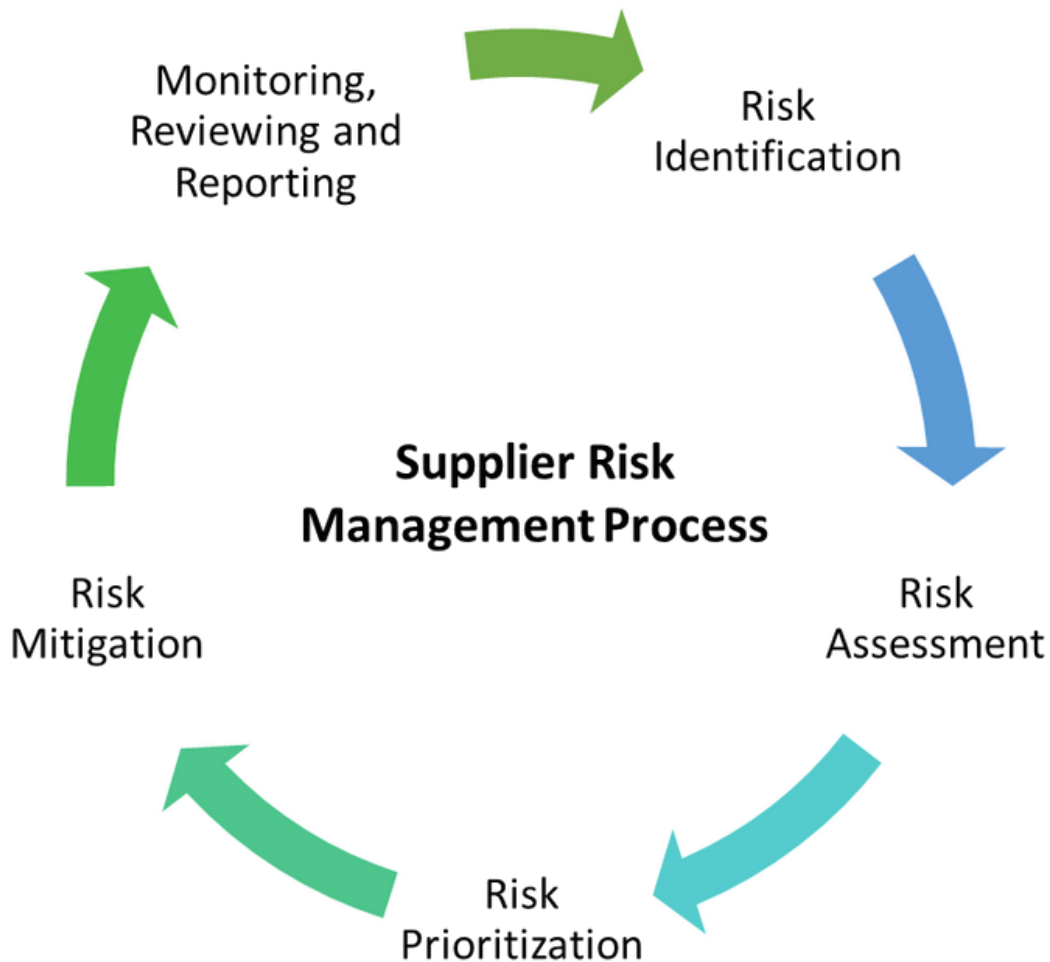 Monitoring,
Reviewing and
Reporting
Risk
Identification
Supplier Risk
Management Process
Risk
Mitigation
Risk
Assessment
Risk
Prioritization